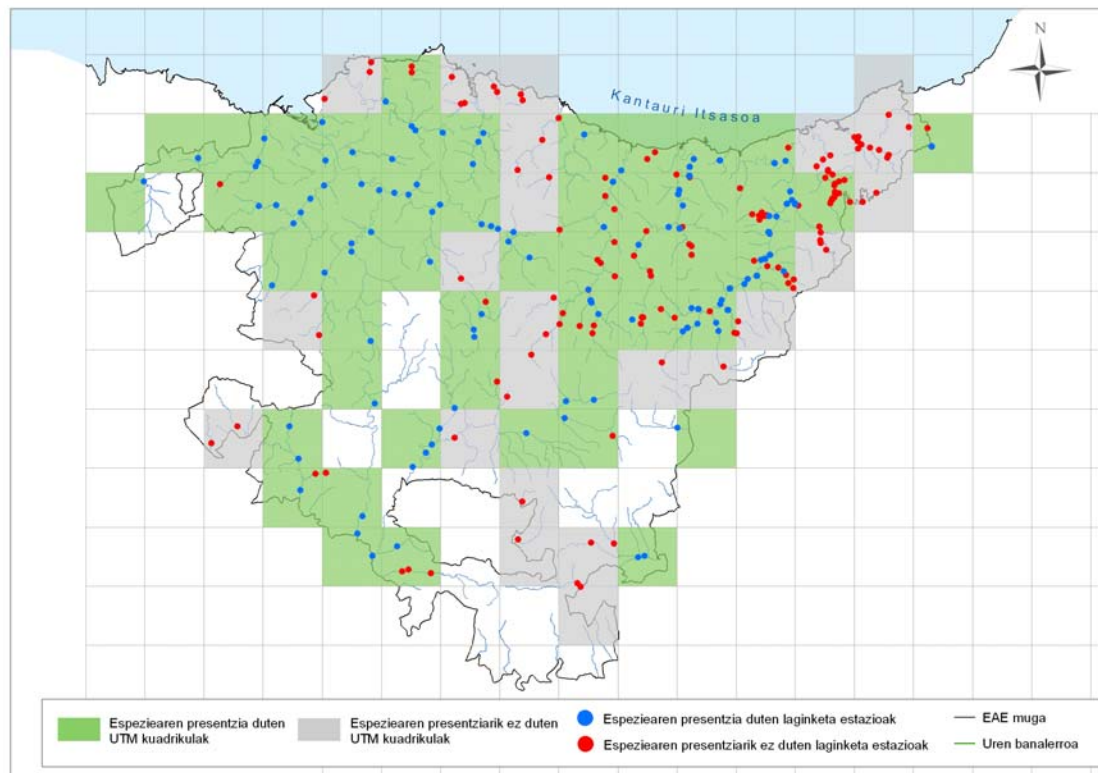 N
Kantauri Itsasoa
Espeziearen presentzia duten
UTM kuadrikulak
Espeziearen presentziarik ez duten
UTM kuadrikulak
Espeziearen presentzia duten laginketa estazioak
Espeziearen presentziarik ez duten laginketa estazioak
EAE muga
Uren banalerroa